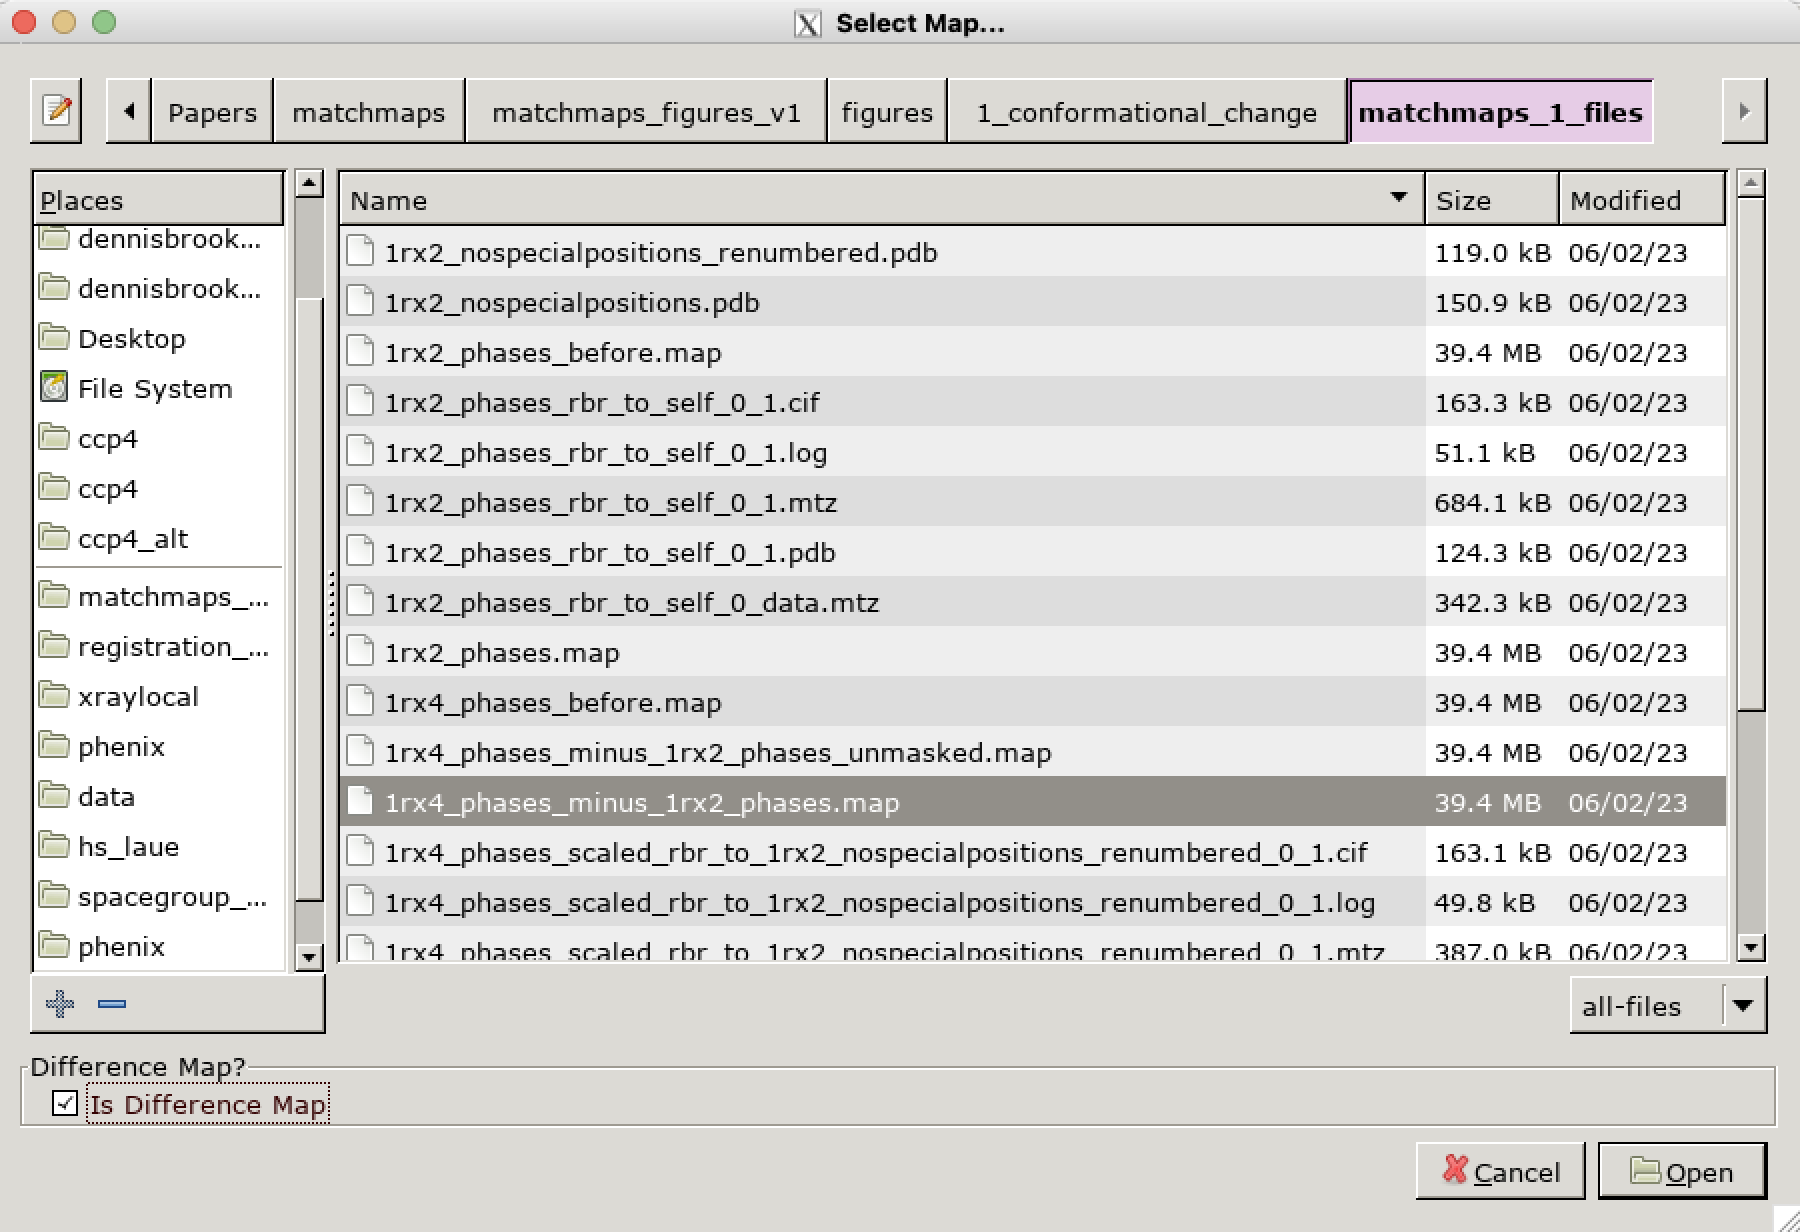 Select Map...
Papers matchmaps matchmaps_figures_v1 figures 1_conformational_change matchmaps_1_files
Places
dennisbrook...
dennisbrook...
Desktop
File System
ccp4
ccp4
ccp4_alt
matchmaps_...
registration_...
xraylocal
phenix
data
hs_laue
spacegroup_...
phenix
Name Size Modified
1rx2_nospecialpositions_renumbered.pdb 119.0 kB 06/02/23
1rx2_nospecialpositions.pdb 150.9 kB 06/02/23
1rx2_phases_before.map 39.4 MB 06/02/23
1rx2_phases_rbr_to_self_0_1.cif 163.3 kB 06/02/23
1rx2_phases_rbr_to_self_0_1.log 51.1 kB 06/02/23
1rx2_phases_rbr_to_self_0_1.mtz 684.1 kB 06/02/23
1rx2_phases_rbr_to_self_0_1.pdb 124.3 kB 06/02/23
1rx2_phases_rbr_to_self_0_data.mtz 342.3 kB 06/02/23
1rx2_phases.map 39.4 MB 06/02/23
1rx4_phases_before.map 39.4 MB 06/02/23
1rx4_phases_minus_1rx2_phases_unmasked.map 39.4 MB 06/02/23
1rx4_phases_minus_1rx2_phases.map 39.4 MB 06/02/23
1rx4_phases_scaled_rbr_to_1rx2_nospecialpositions_renumbered_0_1.cif 163.1 kB 06/02/23
1rx4_phases_scaled_rbr_to_1rx2_nospecialpositions_renumbered_0_1.log 49.8 kB 06/02/23
1rx4_phases_scaled_rbr_to_1rx2_nospecialpositions_renumbered_0_1.mtz 387.0 kB 06/02/23
all-files
Difference Map?
Is Difference Map
Cancel Open